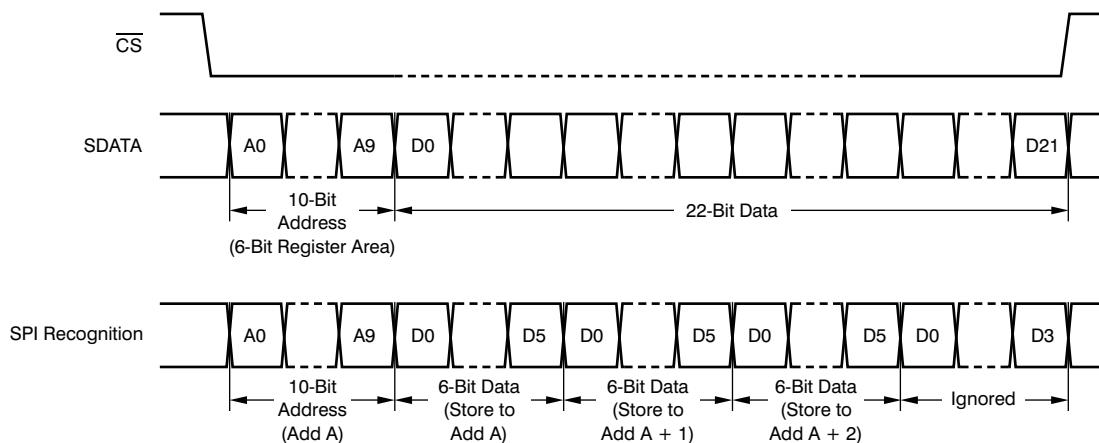 CS
SDATA
A0 A9 D0 D21
10-Bit
Address
(6-Bit Register Area)
22-Bit Data
SPI Recognition
A0 A9 D0 D5 D0 D5 D0 D5 D0 D3
10-Bit
Address
(Add A)
6-Bit Data
(Store to
Add A)
6-Bit Data
(Store to
Add A + 1)
6-Bit Data
(Store to
Add A + 2)
Ignored